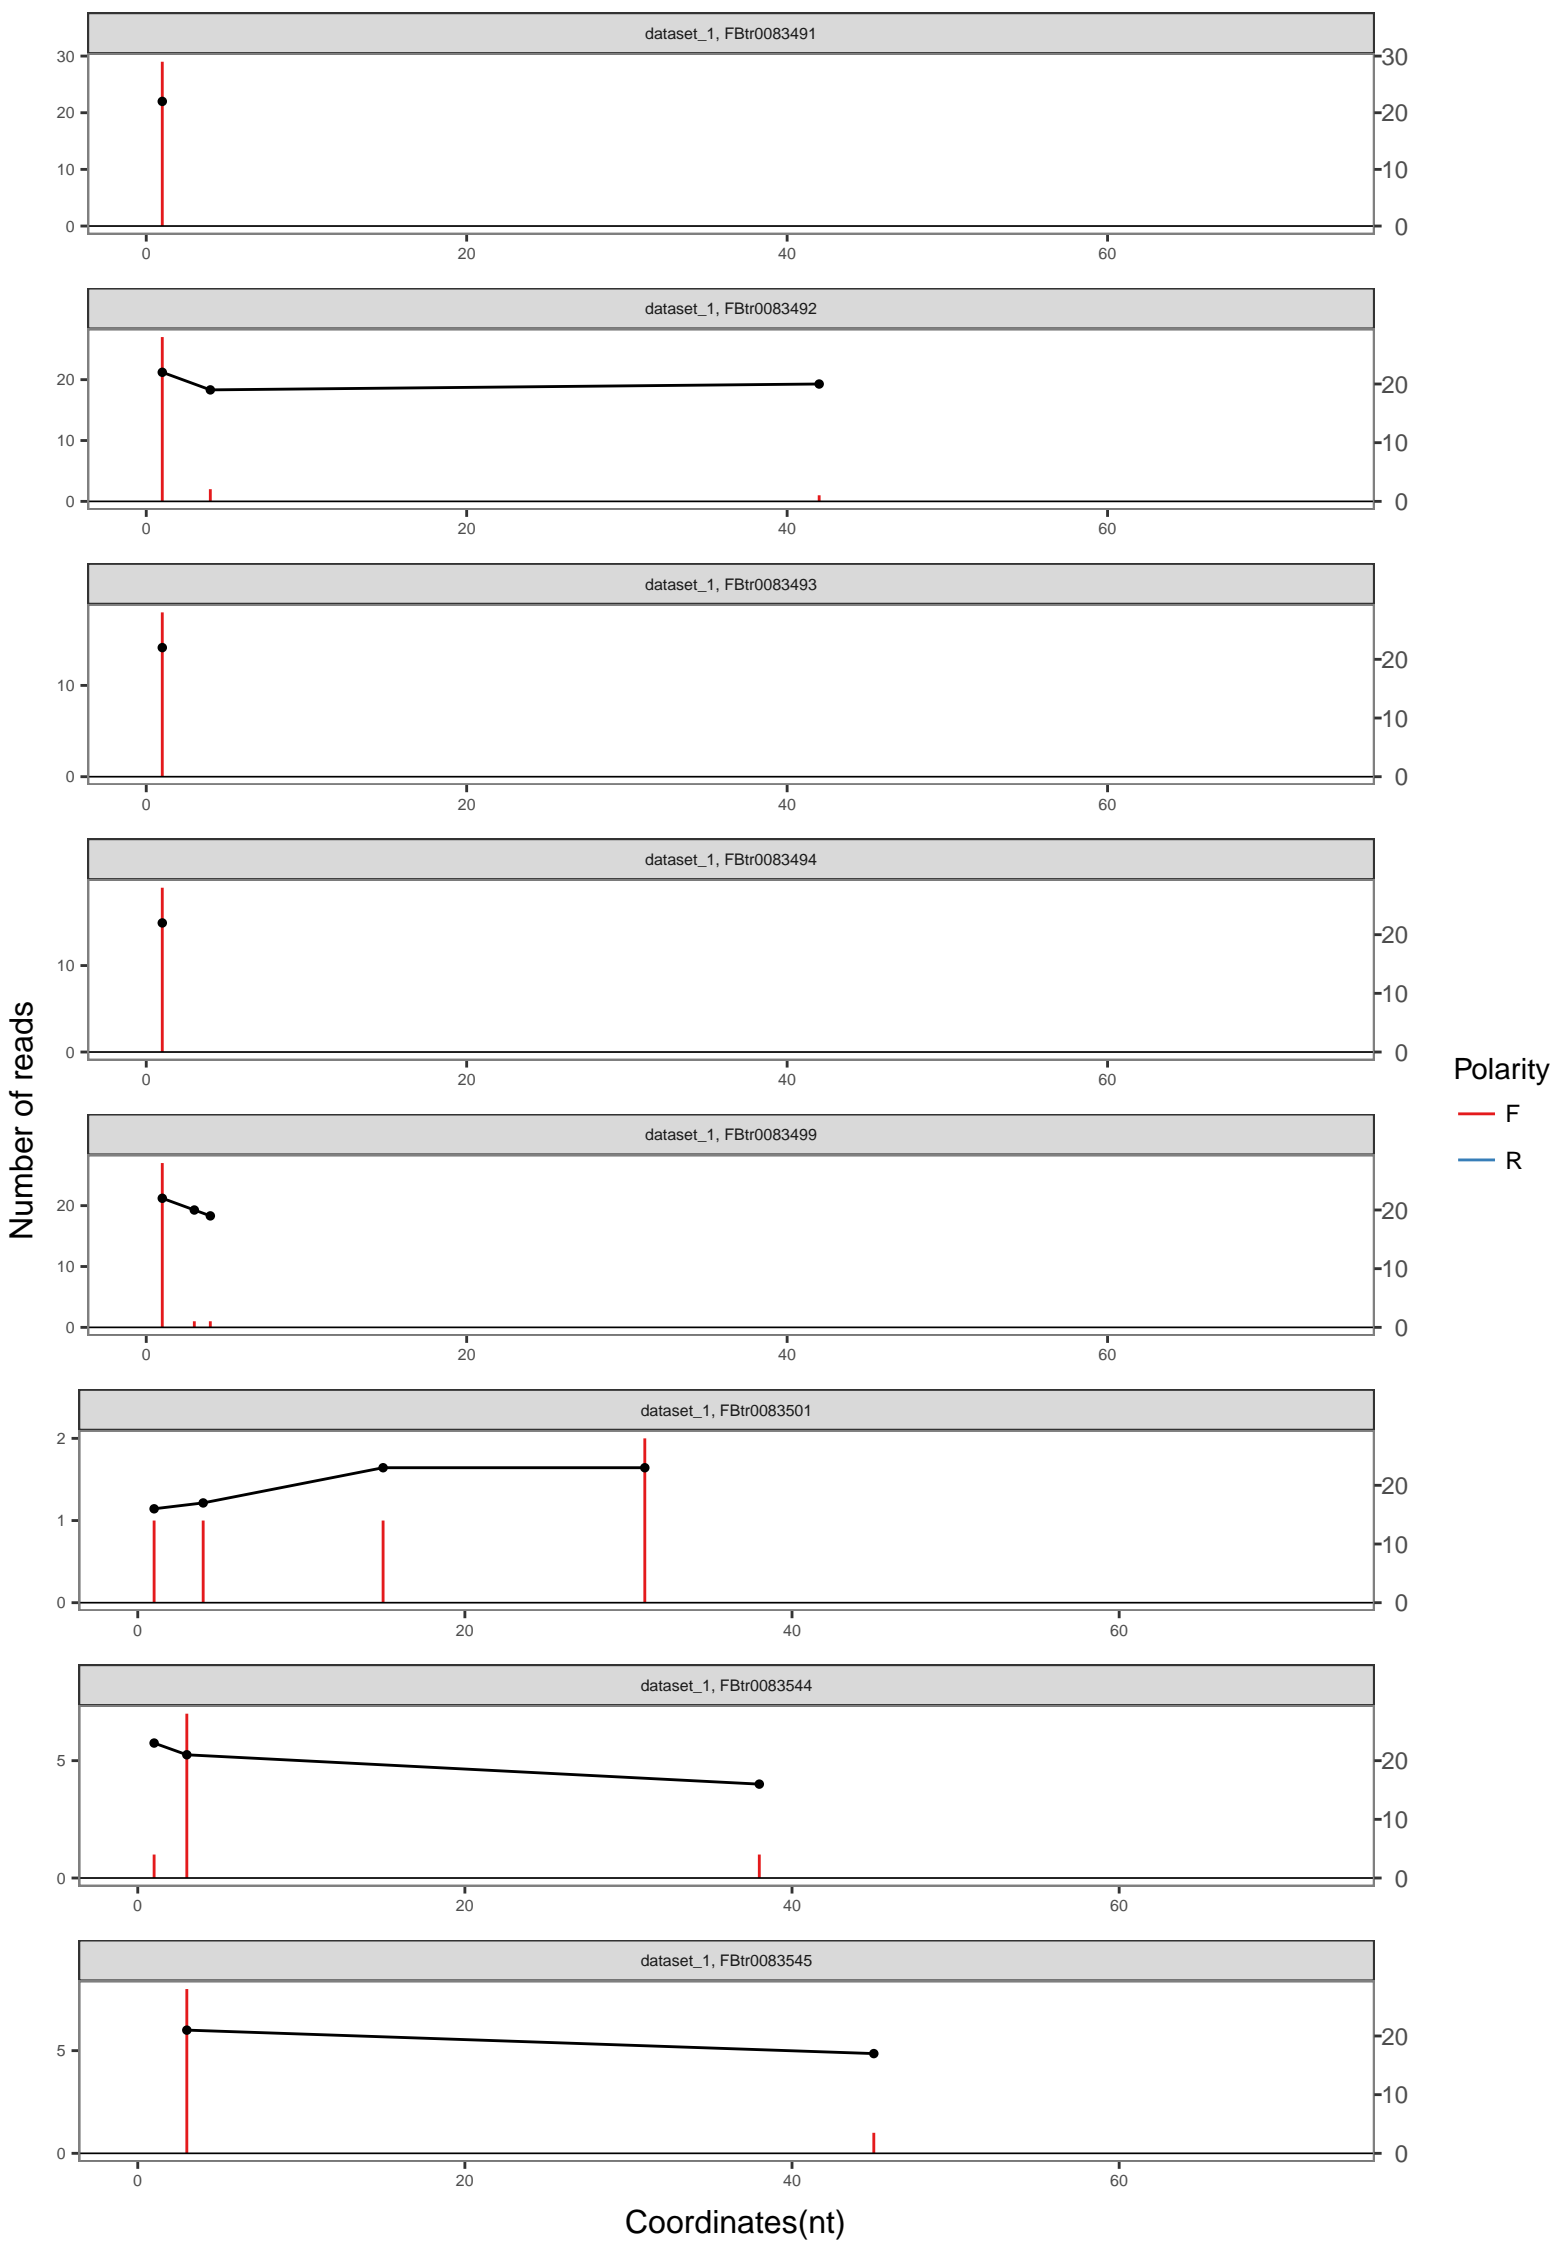 dataset_1, FBtr0083491
30
20
10
0
30
20
10
0
0 20 40 60
dataset_1, FBtr0083492
20
10
0
20
10
0
0 20 40 60
dataset_1, FBtr0083493
10
0
20
10
0
0 20 40 60
dataset_1, FBtr0083494
10
0
20
10
0
0 20 40 60
dataset_1, FBtr0083499
20
10
0
20
10
0
0 20 40 60
dataset_1, FBtr0083501
2
1
0
20
10
0
0 20 40 60
dataset_1, FBtr0083544
5
0
20
10
0
0 20 40 60
dataset_1, FBtr0083545
5
0
20
10
0
0 20 40 60
Number of reads
Coordinates(nt)
Polarity
F
R